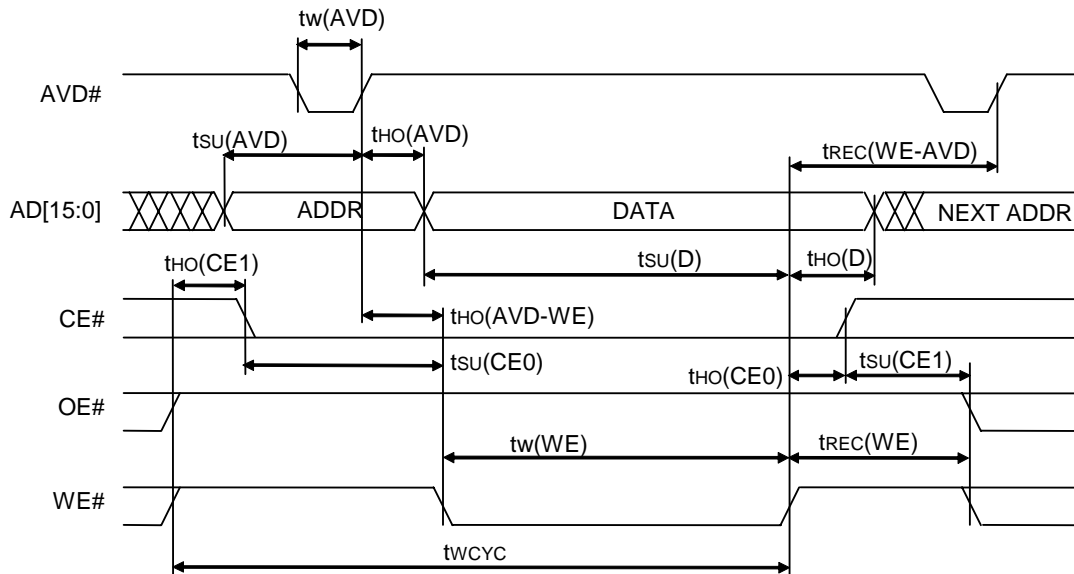 tw(AVD)
AVD#
tSU(AVD)
tHO(AVD)
tREC(WE-AVD)
AD[15:0]
ADDR
DATA
NEXT ADDR
tHO(CE1)
tSU(D)
tHO(D)
CE#
tHO(AVD-WE)
tSU(CE0)
tHO(CE0)
tSU(CE1)
OE#
tw(WE)
tREC(WE)
WE#
tWCYC